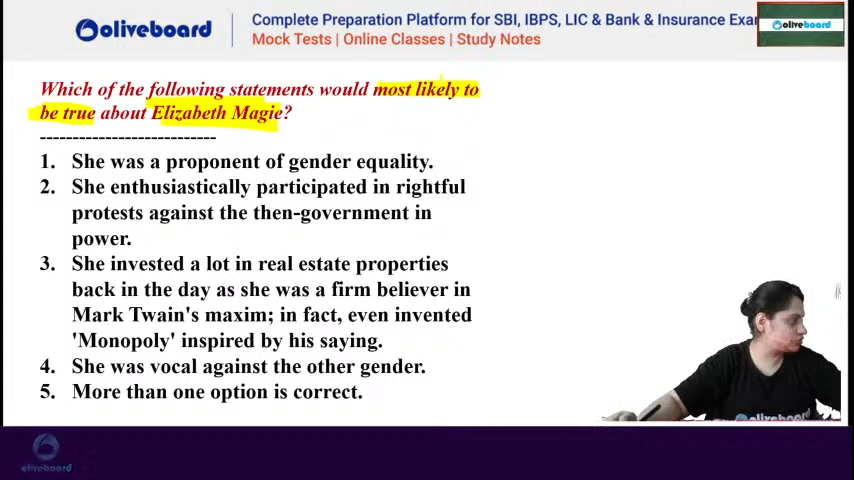 oliveboard
Complete Preparation Platform for SBI, IBPS, LIC & Bank & Insurance
Mock Tests | Online Classes | Study Notes
oliveboard
Which of the following statements would most likely to
be true about Elizabeth Magie?
---------------------------
1. She was a proponent of gender equality.
2. She enthusiastically participated in rightful
protests against the then-government in
power.
3. She invested a lot in real estate properties
back in the day as she was a firm believer in
Mark Twain's maxim; in fact, even invented
'Monopoly' inspired by his saying.
4. She was vocal against the other gender.
5. More than one option is correct.
oliveboard
oliveboard